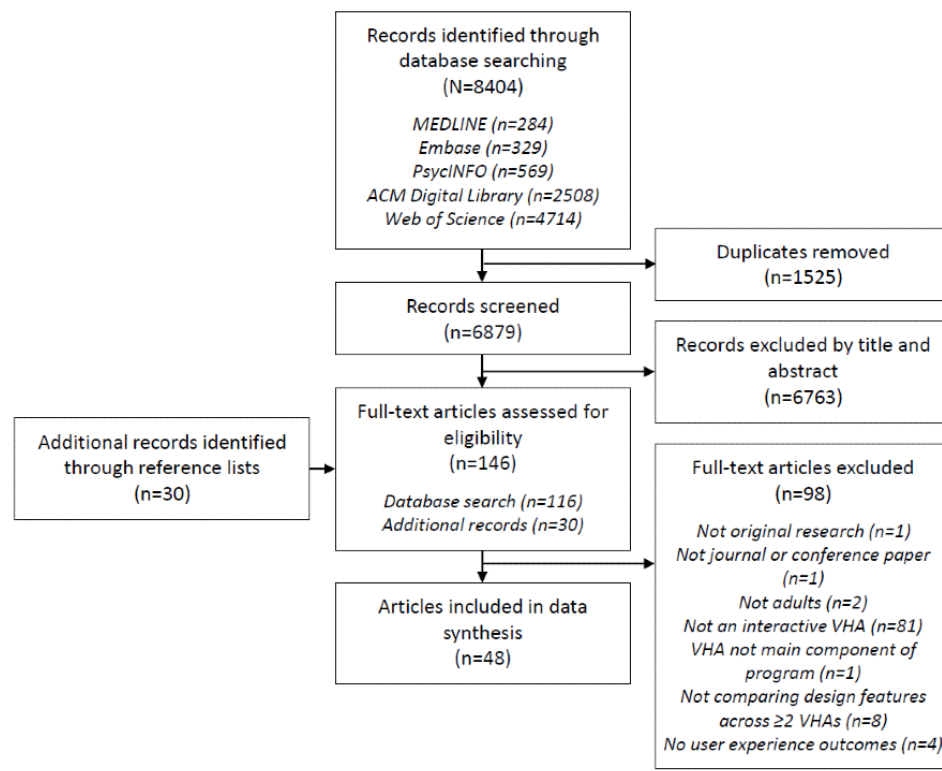 Records identified through
database searching
(N=8404)
MEDLINE (n=284)
Embase (n=329)
PsycINFO (n=569)
ACM Digital Library (n=2508)
Web of Science (n=4714)
Duplicates removed
(n=1525)
Records screened
(n=6879)
Records excluded by title and
abstract
(n=6763)
Additional records identified
through reference lists
(n=30)
Full-text articles assessed for
eligibility
(n=146)
Database search (n=116)
Additional records (n=30)
Full-text articles excluded
(n=98)
Not original research (n=1)
Not journal or conference paper
(n=1)
Not adults (n=2)
Not an interactive VHA (n=81)
VHA not main component of
program (n=1)
Not comparing design features
across ≥2 VHAs (n=8)
No user experience outcomes (n=4)
Articles included in data
synthesis
(n=48)